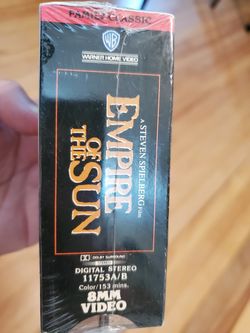 FAMILY CLASSIC
WB
WARNER HOME VIDEO
A STEVEN SPIELBERG Film
EMPIRE
OF
THE SUN
DOLBY SURROUND
STEREO
DIGITAL STEREO
11753A/B
Color/153 mins.
8MM
VIDEO